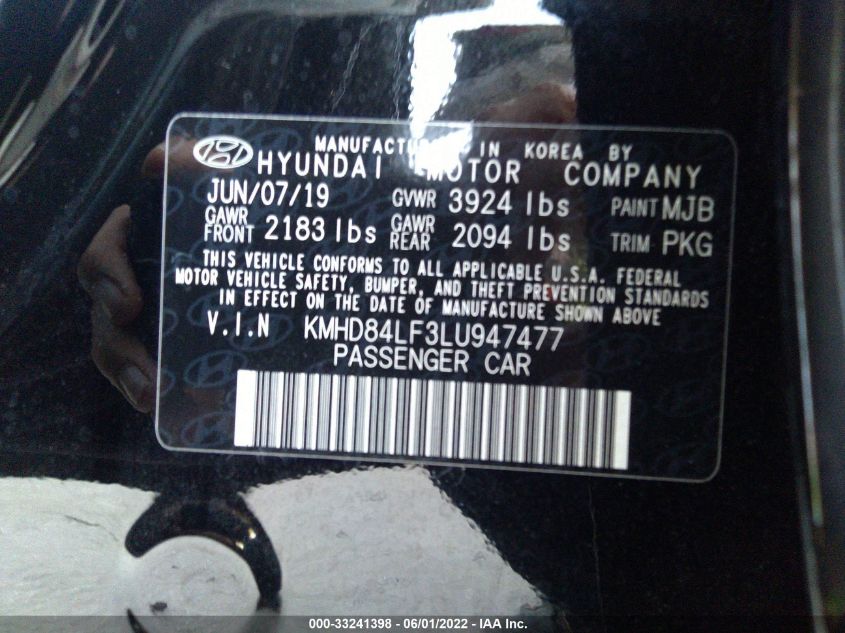 MANUFACTURED IN KOREA BY
HYUNDAI MOTOR COMPANY
JUN/07/19 GVWR 3924 lbs PAINT MJB
GAWR FRONT 2183 lbs GAWR REAR 2094 lbs TRIM PKG
THIS VEHICLE CONFORMS TO ALL APPLICABLE U.S.A. FEDERAL
MOTOR VEHICLE SAFETY, BUMPER, AND THEFT PREVENTION STANDARDS
IN EFFECT ON THE DATE OF MANUFACTURE SHOWN ABOVE
V.I.N KMHD84LF3LU947477
PASSENGER CAR
000-33241398 - 06/01/2022 - IAA Inc.